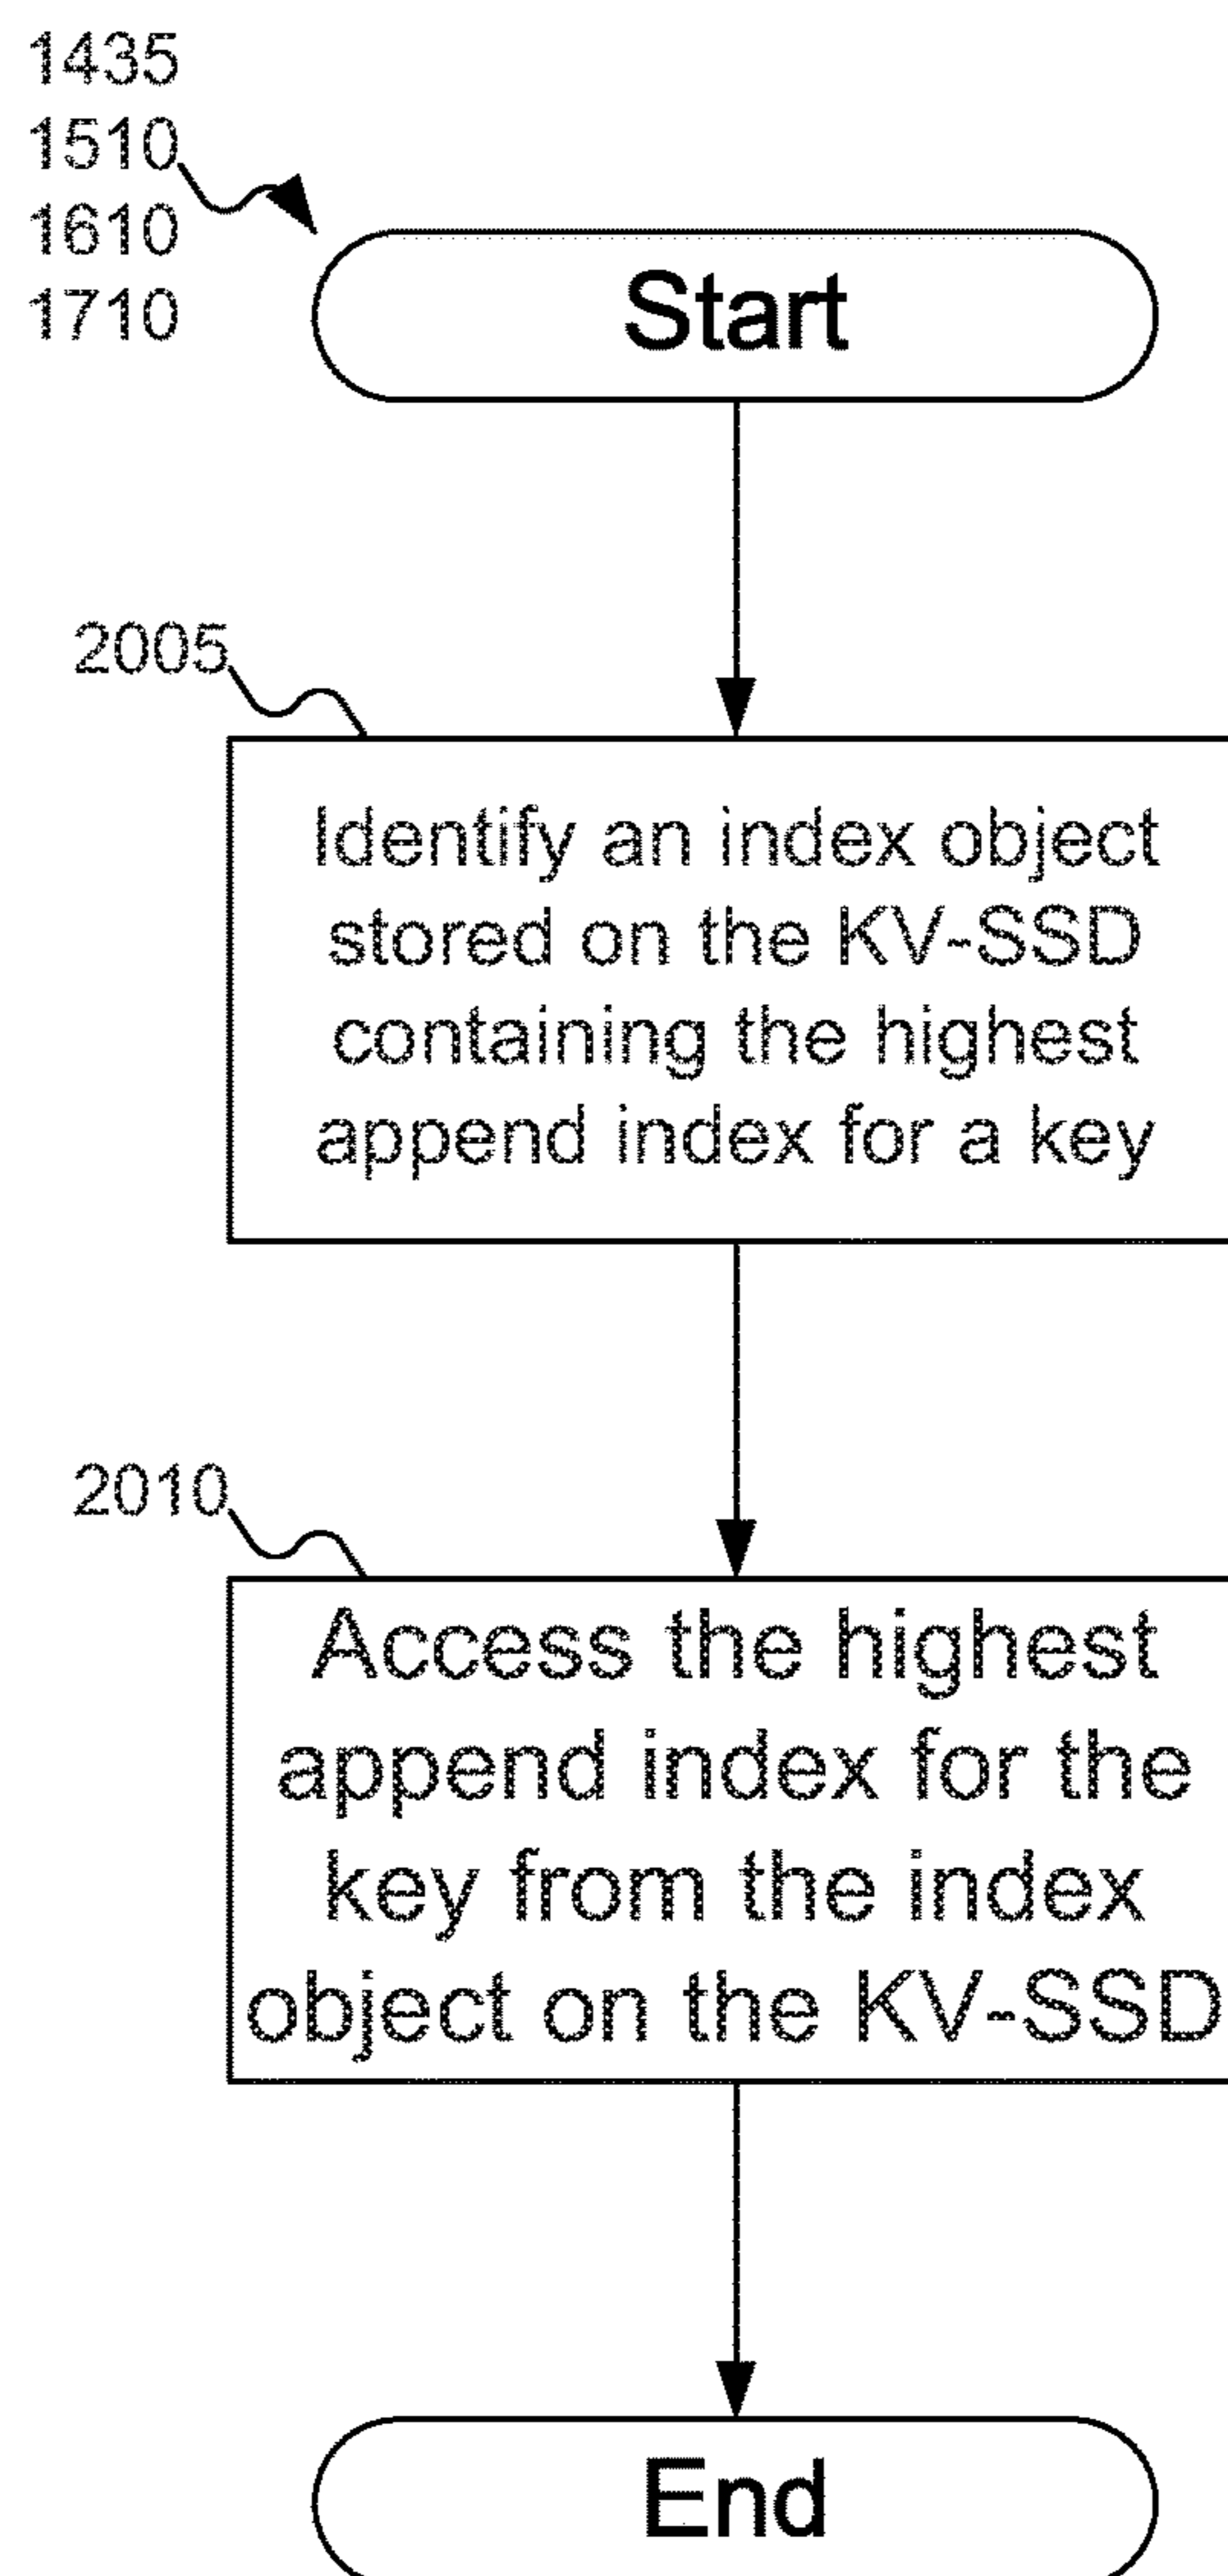 1435
1510
1610
1710
Start
2005
Identify an index object
stored on the KV-SSD
containing the highest
append index for a key
2010
Access the highest
append index for the
key from the index
object on the KV-SSD
End